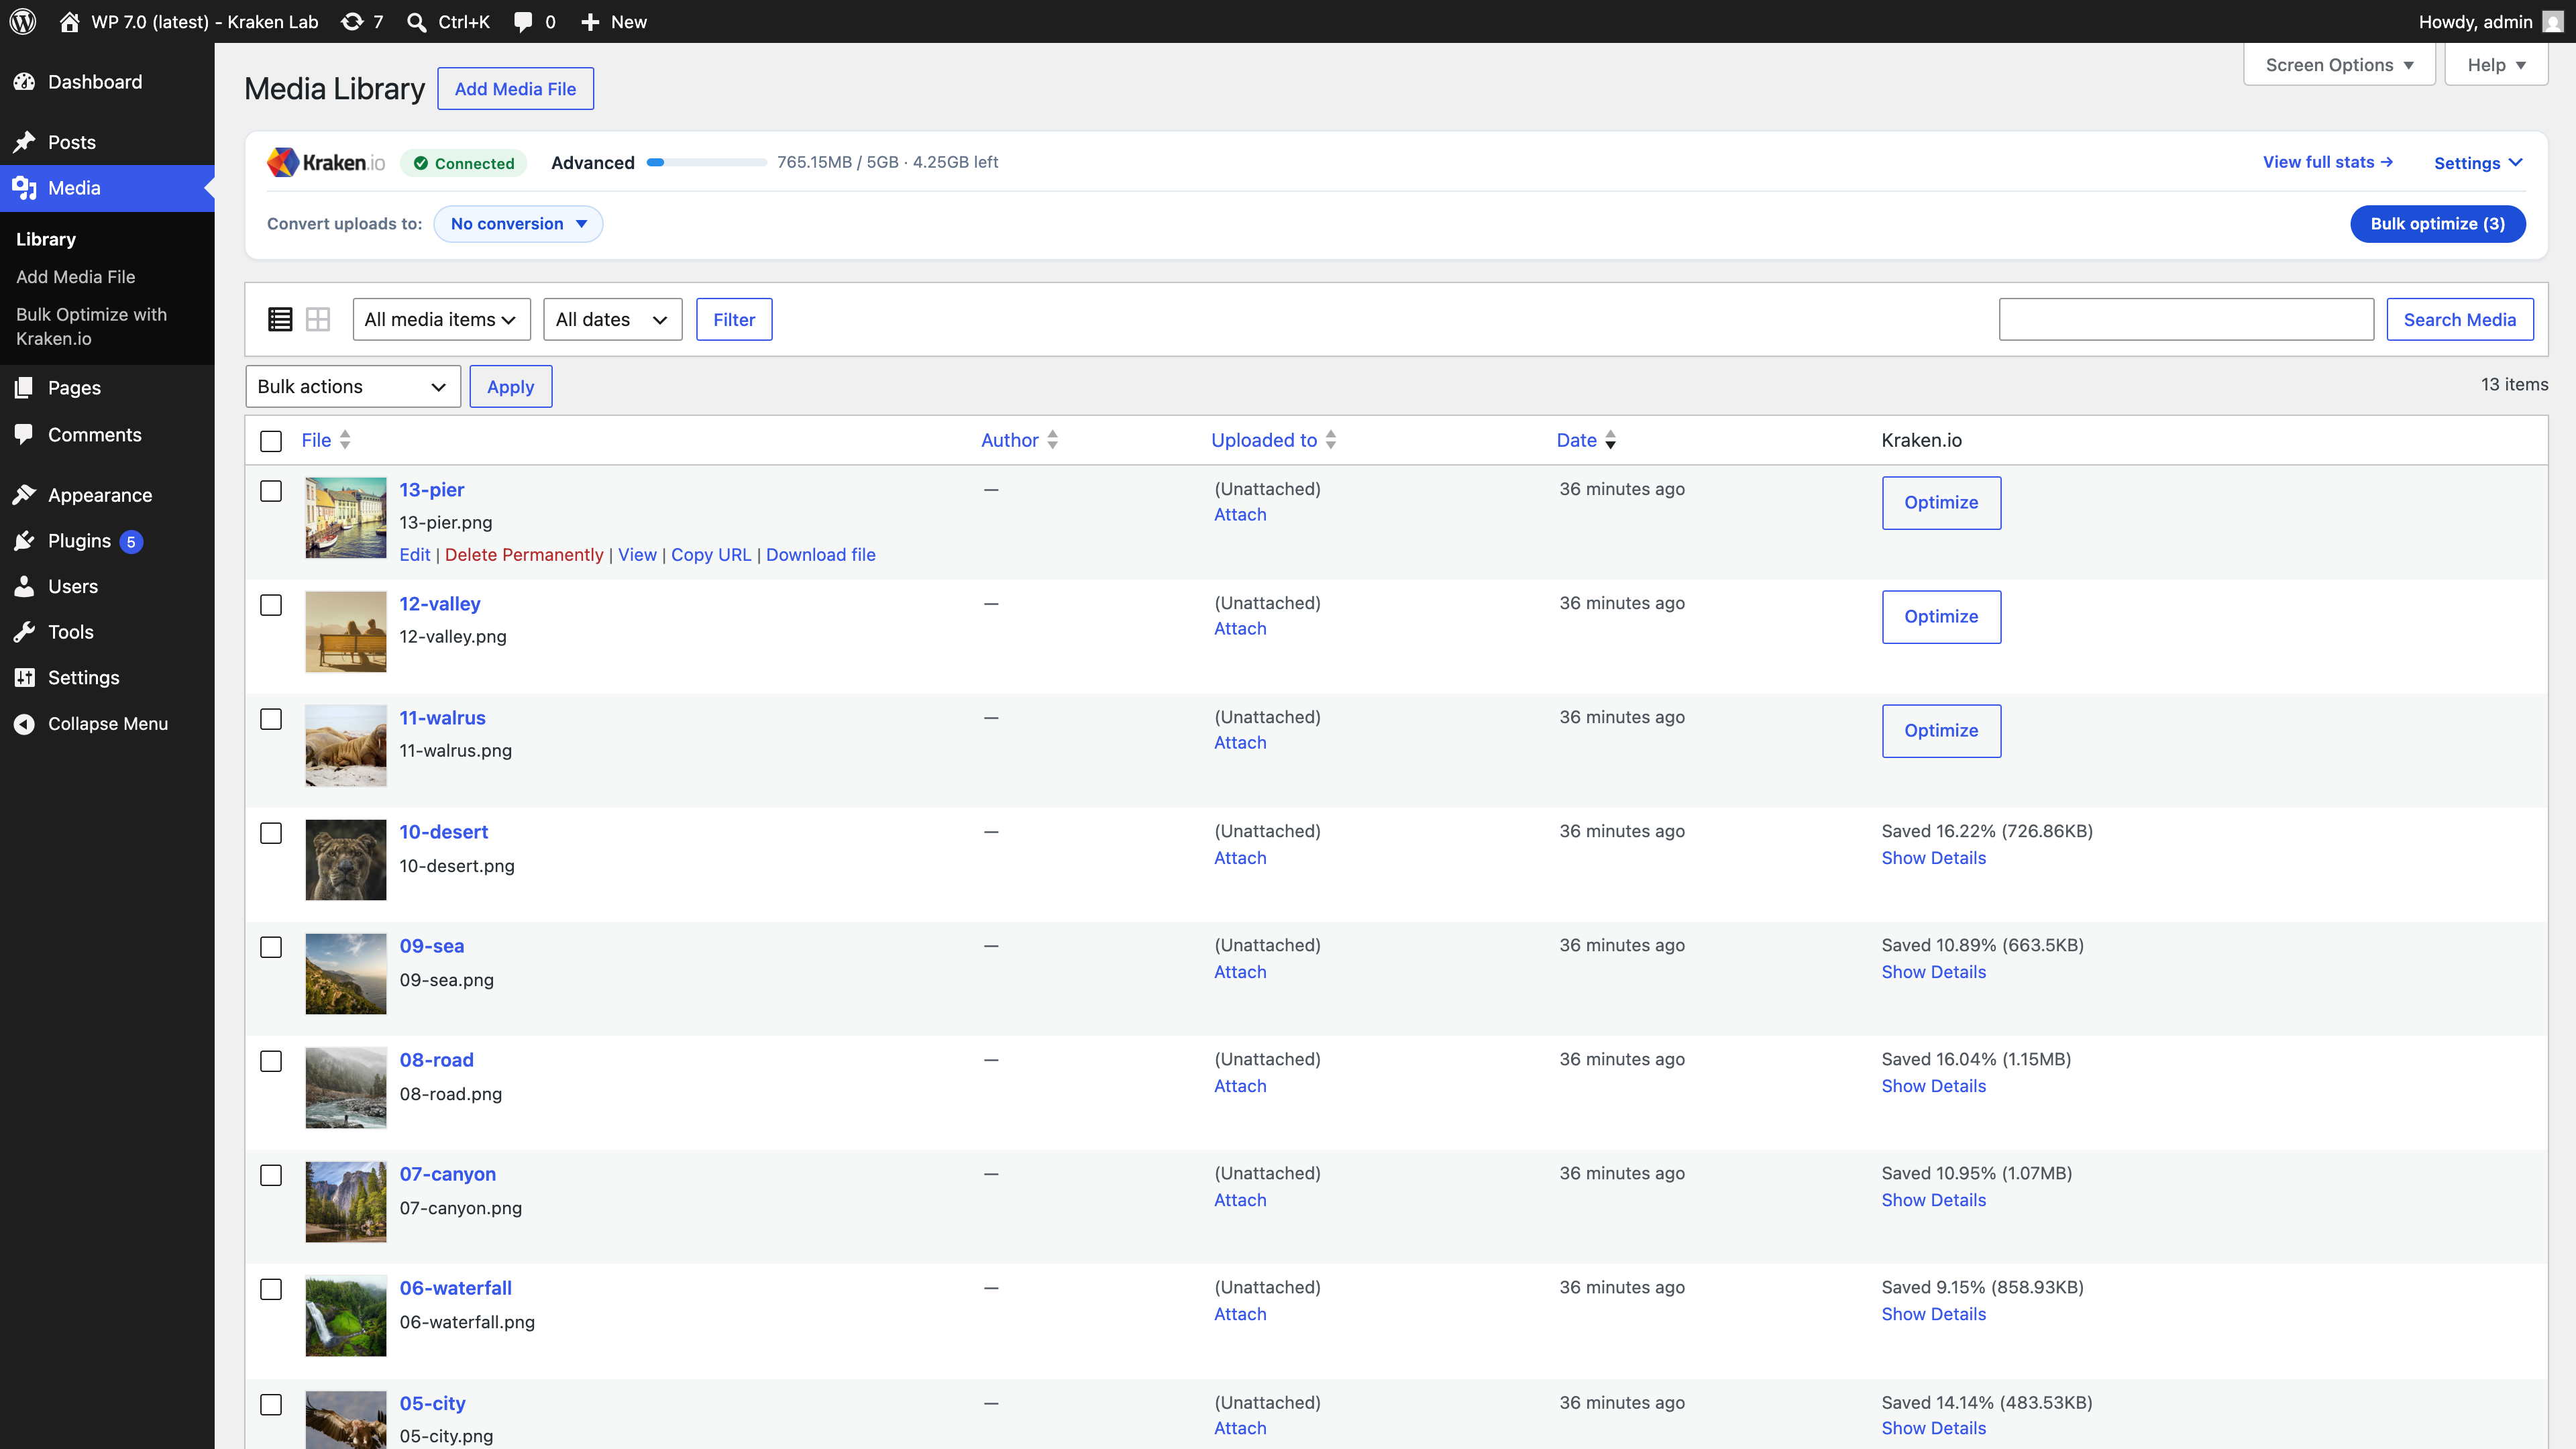 WP 7.0 (latest) - Kraken Lab 7 Ctrl+K 0 New Howdy, admin
Dashboard
Posts
Media
Library
Add Media File
Bulk Optimize with
Kraken.io
Pages
Comments
Appearance
Plugins 5
Users
Tools
Settings
Collapse Menu
Screen Options Help
Media Library Add Media File
Kraken.io Connected Advanced 765.15MB / 5GB · 4.25GB left View full stats → Settings
Convert uploads to: No conversion Bulk optimize (3)
All media items All dates Filter Search Media
Bulk actions Apply 13 items
File Author Uploaded to Date Kraken.io
13-pier — (Unattached) 36 minutes ago Optimize
13-pier.png Attach
Edit | Delete Permanently | View | Copy URL | Download file
12-valley — (Unattached) 36 minutes ago Optimize
12-valley.png Attach
11-walrus — (Unattached) 36 minutes ago Optimize
11-walrus.png Attach
10-desert — (Unattached) 36 minutes ago Saved 16.22% (726.86KB)
10-desert.png Attach Show Details
09-sea — (Unattached) 36 minutes ago Saved 10.89% (663.5KB)
09-sea.png Attach Show Details
08-road — (Unattached) 36 minutes ago Saved 16.04% (1.15MB)
08-road.png Attach Show Details
07-canyon — (Unattached) 36 minutes ago Saved 10.95% (1.07MB)
07-canyon.png Attach Show Details
06-waterfall — (Unattached) 36 minutes ago Saved 9.15% (858.93KB)
06-waterfall.png Attach Show Details
05-city — (Unattached) 36 minutes ago Saved 14.14% (483.53KB)
05-city.png Attach Show Details